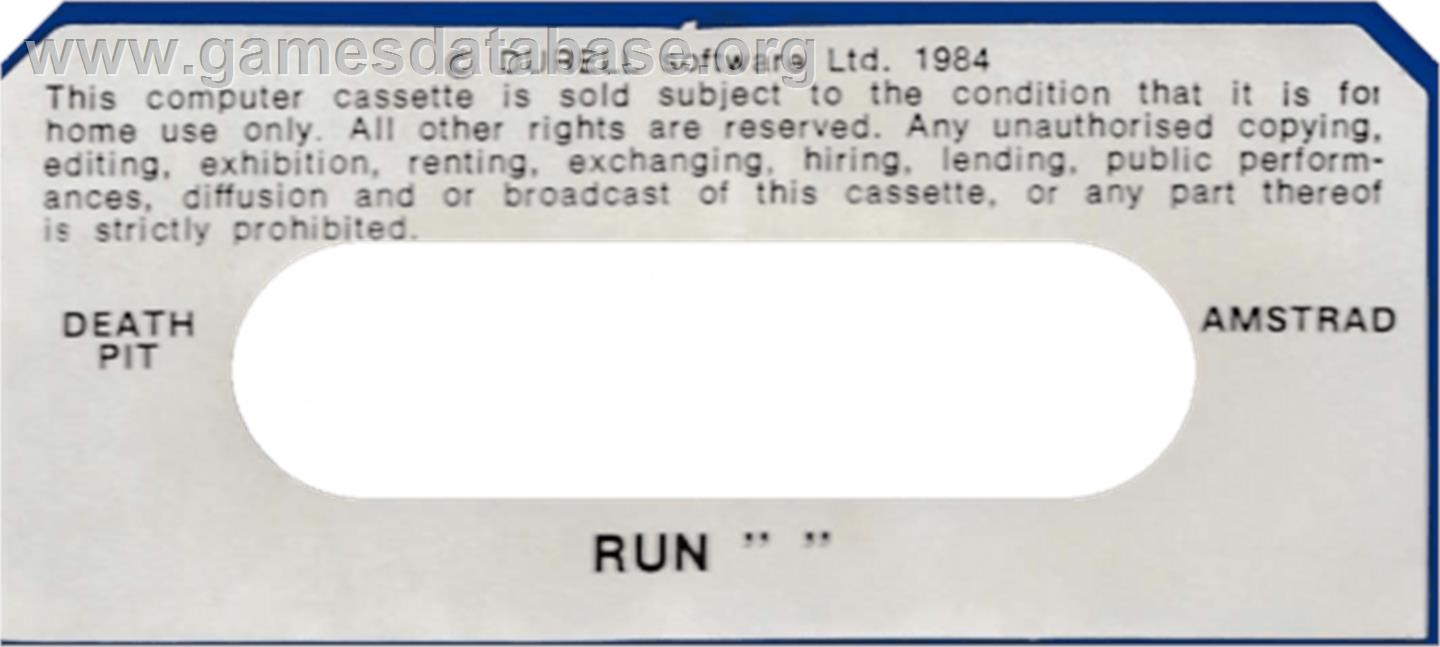 www.gamesdatabase.org
© DURELL software Ltd. 1984
This computer cassette is sold subject to the condition that it is for
home use only. All other rights are reserved. Any unauthorised copying,
editing, exhibition, renting, exchanging, hiring, lending, public perform-
ances, diffusion and or broadcast of this cassette, or any part thereof
is strictly prohibited.
DEATH
PIT
AMSTRAD
RUN " "